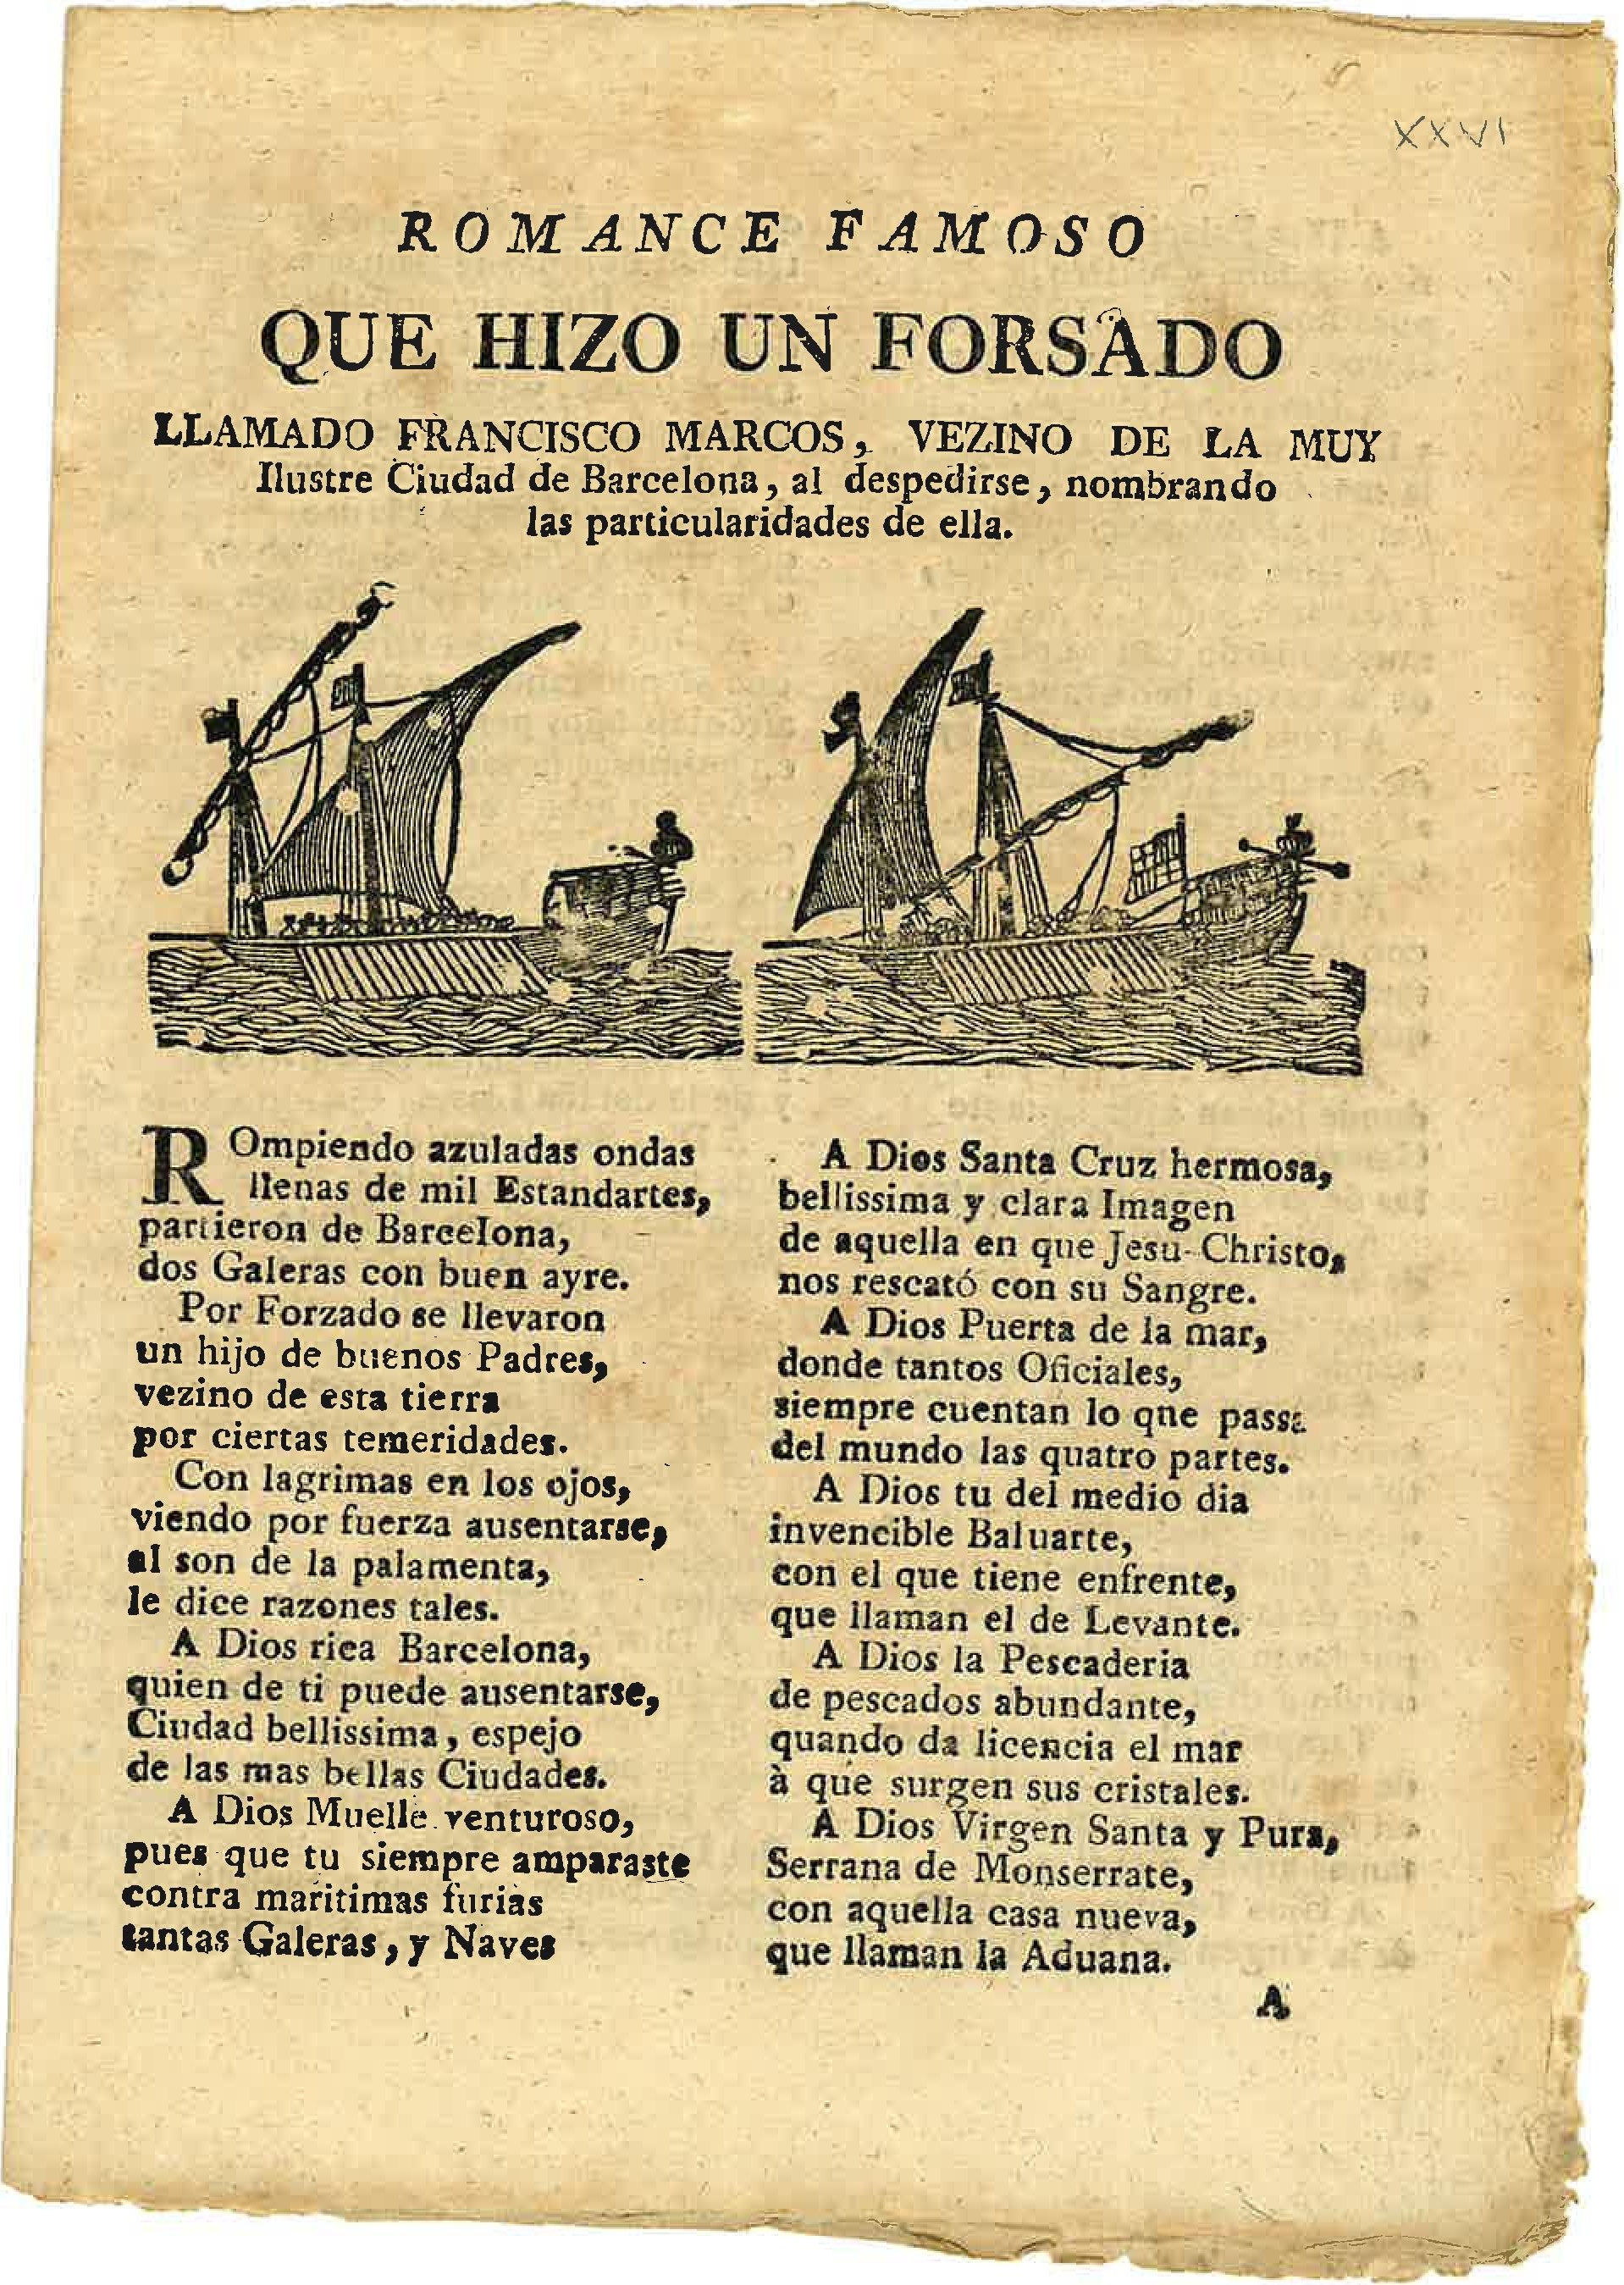 XXVI
ROMANCE FAMOSO
QUE HIZO UN FORSADO
LLAMADO FRANCISCO MARCOS, VEZINO DE LA MUY
Ilustre Ciudad de Barcelona, al despedirse, nombrando
las particularidades de ella.
ROmpiendo azuladas ondas
llenas de mil Estandartes,
partieron de Barcelona,
dos Galeras con buen ayre.
Por Forzado se llevaron
un hijo de buenos Padres,
vezino de esta tierra
por ciertas temeridades.
Con lagrimas en los ojos,
viendo por fuerza ausentarse,
al son de la palamenta,
le dice razones tales.
A Dios rica Barcelona,
quien de ti puede ausentarse,
Ciudad bellissima, espejo
de las mas bellas Ciudades.
A Dios Muelle venturoso,
pues que tu siempre amparaste
contra maritimas furias
tantas Galeras, y Naves
A Dios Santa Cruz hermosa,
bellissima y clara Imagen
de aquella en que Jesu-Christo,
nos rescató con su Sangre.
A Dios Puerta de la mar,
donde tantos Oficiales,
siempre cuentan lo qne passa
del mundo las quatro partes.
A Dios tu del medio dia
invencible Baluarte,
con el que tiene enfrente,
que llaman el de Levante.
A Dios la Pescaderia
de pescados abundante,
quando da licencia el mar
à que surgen sus cristales.
A Dios Virgen Santa y Pura,
Serrana de Monserrate,
con aquella casa nueva,
que llaman la Aduana.
A